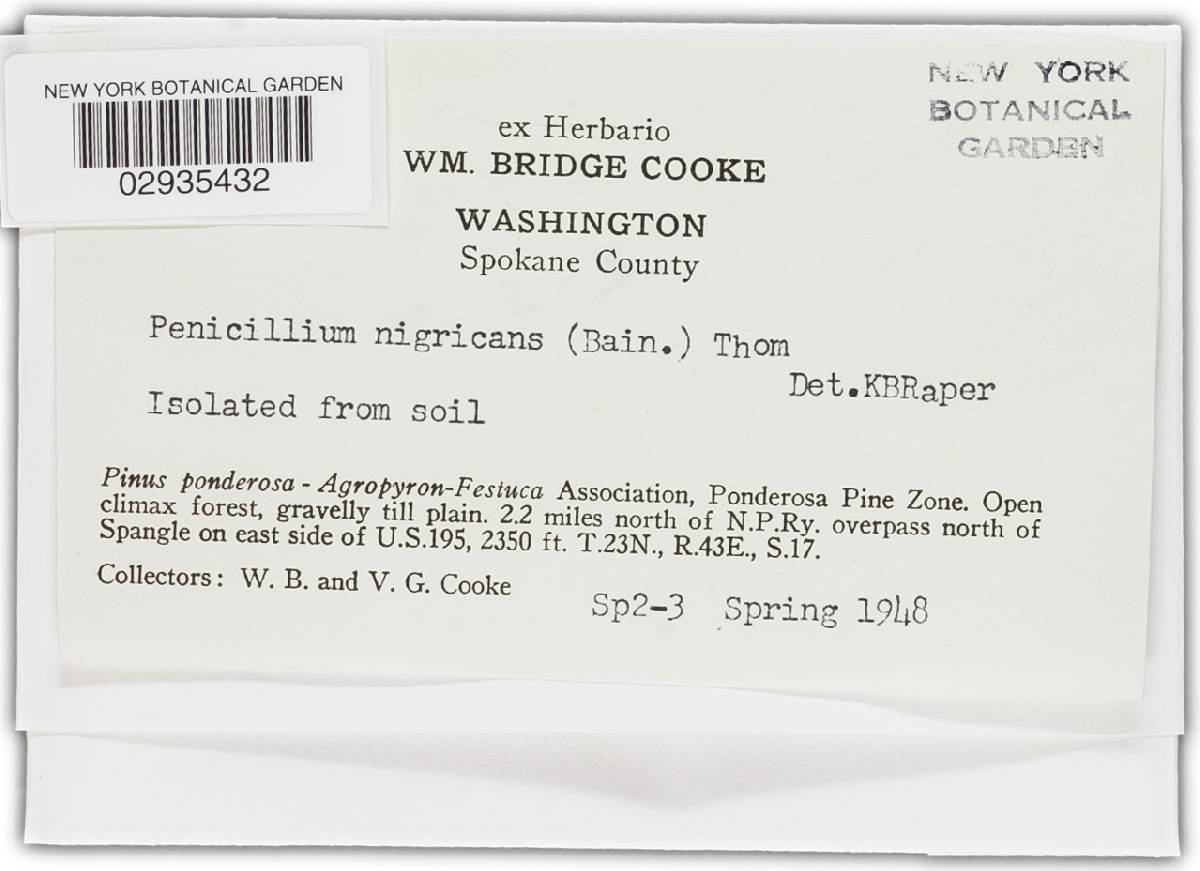 NEW YORK BOTANICAL GARDEN
02935432
NEW YORK
BOTANICAL
GARDEN
ex Herbario
WM. BRIDGE COOKE
WASHINGTON
Spokane County
Penicillium nigricans (Bain.) Thom
Det.KBRaper
Isolated from soil
Pinus ponderosa - Agropyron-Festuca Association, Ponderosa Pine Zone. Open
climax forest, gravelly till plain. 2.2 miles north of N.P.Ry. overpass north of
Spangle on east side of U.S.195, 2350 ft. T.23N., R.43E., S.17.
Collectors: W. B. and V. G. Cooke
Sp2-3 Spring 1948